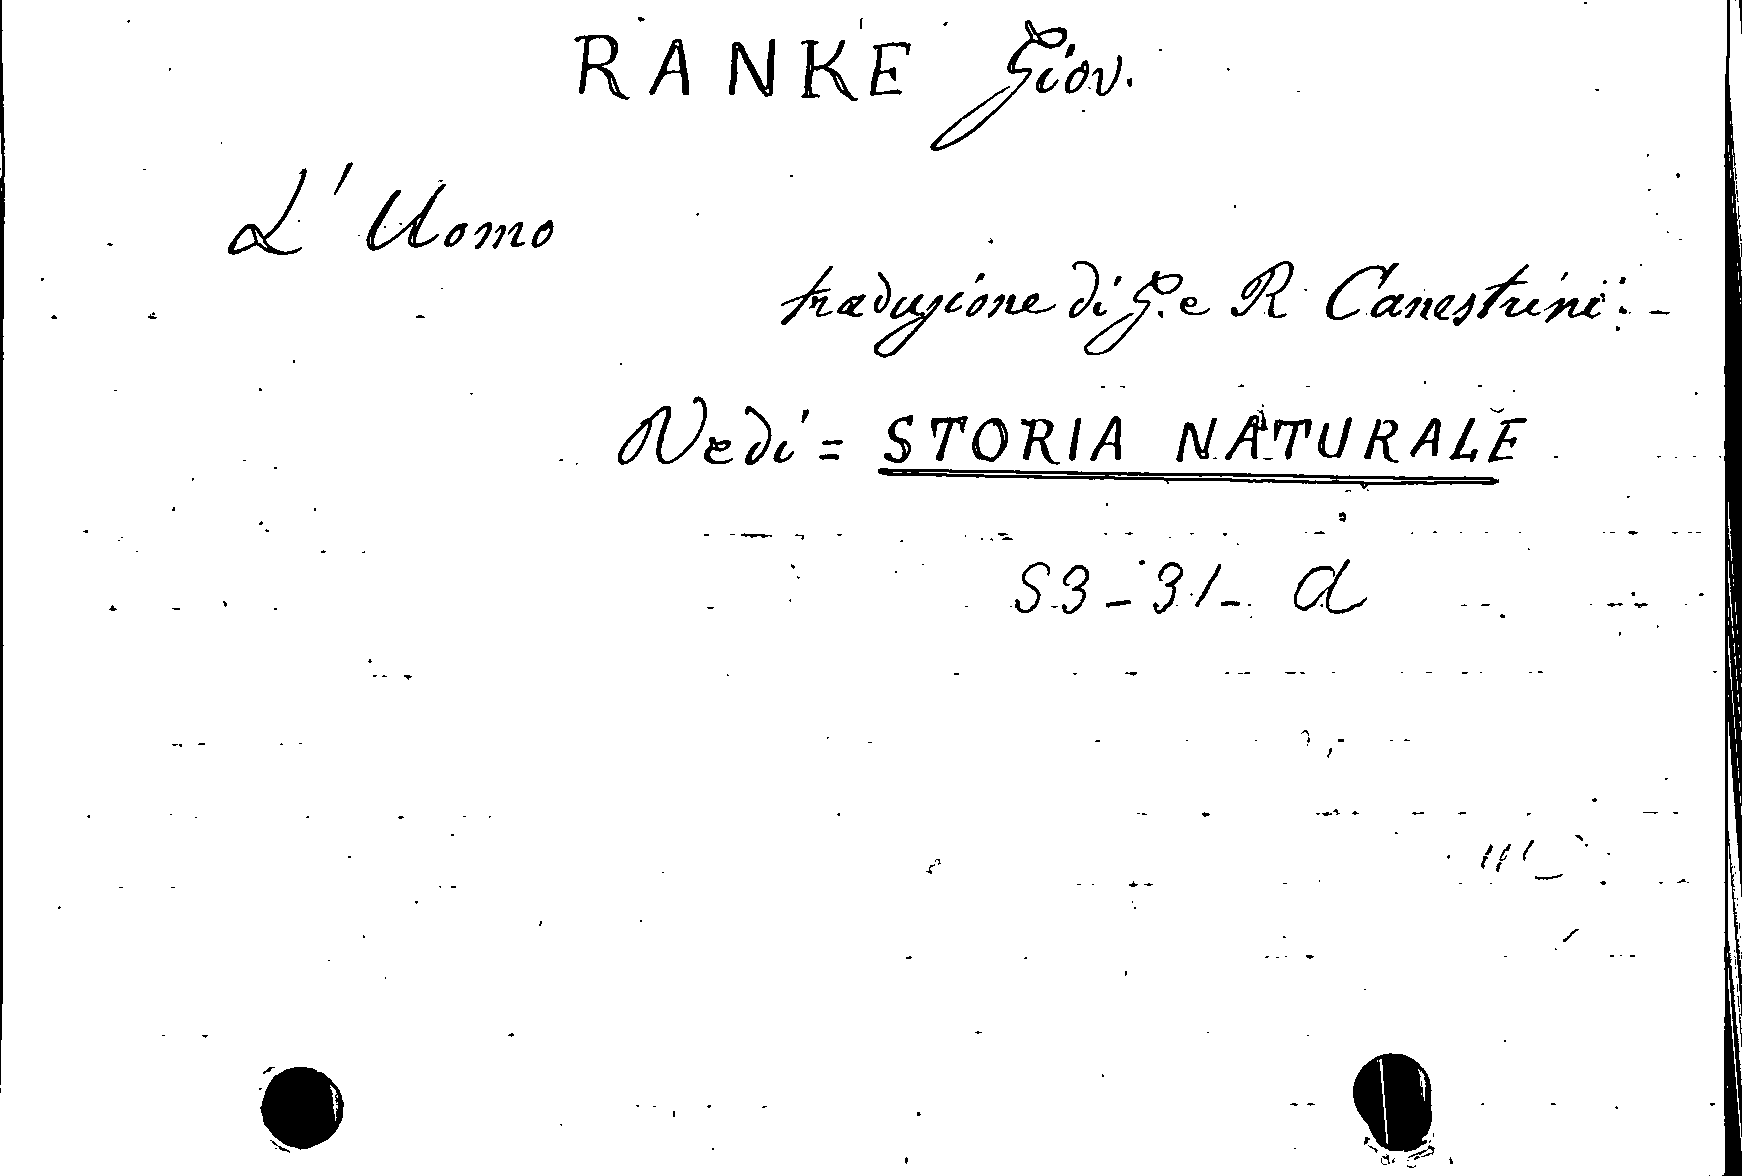 RANKE Giov.
L' Uomo
traduzione di G. e R Canestrini. -
Vedi = STORIA NATURALE
S3-31- a